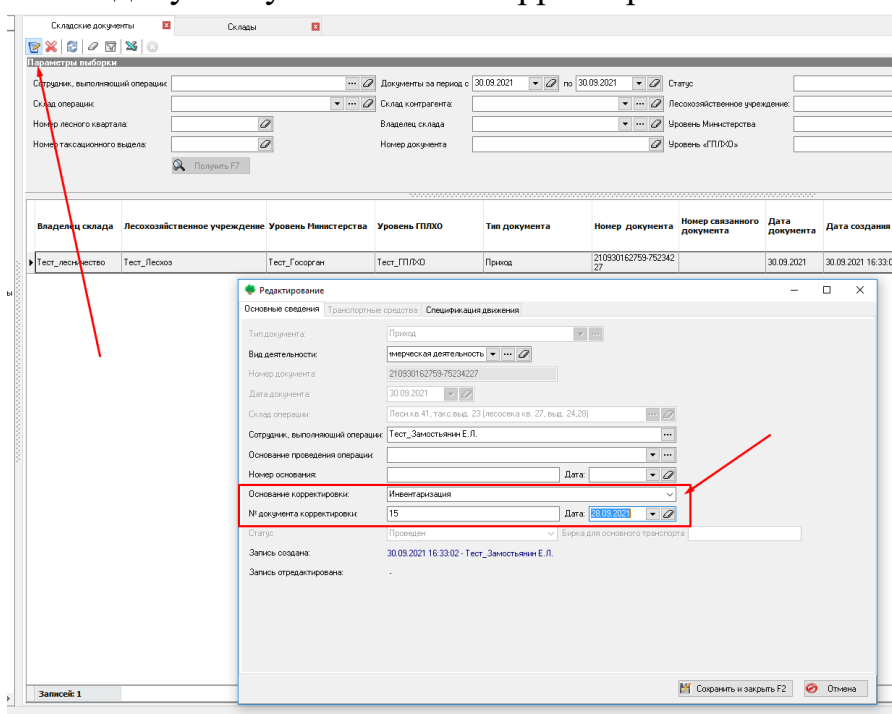 Складские документы Склады
Параметры выборки
Сотрудник, выполняющий операции: Документы за период с 30.09.2021 по 30.09.2021 Статус
Склад операции: Склад контрагента: Лесохозяйственное учреждение:
Номер лесного квартала: Владелец склада Уровень Министерства
Номер таксационного выдела: Номер документа Уровень «ГПЛХО»
Получить F7
Владелец склада Лесохозяйственное учреждение Уровень Министерства Уровень ГПЛХО Тип документа Номер документа Номер связанного документа Дата документа Дата создания
Тест_лесничество Тест_Лесхоз Тест_Госорган Тест_ГПЛХО Приход 210930162759-75234227 30.09.2021 30.09.2021 16:33:0
ы
Редактирование
Основные сведения Транспортные средства Спецификация движения
Тип документа: Приход
Вид деятельности: ммерческая деятельность
Номер документа: 210930162759-75234227
Дата документа: 30.09.2021
Склад операции: Лесн.кв.41, такс.выд. 23 (лесосека кв. 27, выд. 24,28)
Сотрудник, выполняющий операции: Тест_Замостьянин Е.Л.
Основание проведения операции:
Номер основания: Дата:
Основание корректировки: Инвентаризация
№ документа корректировки: 15 Дата: 28.09.2021
Статус Проведен Бирка для основного транспорта
Запись создана: 30.09.2021 16:33:02 - Тест_Замостьянин Е.Л.
Запись отредактирована: -
Записей: 1
Сохранить и закрыть F2 Отмена